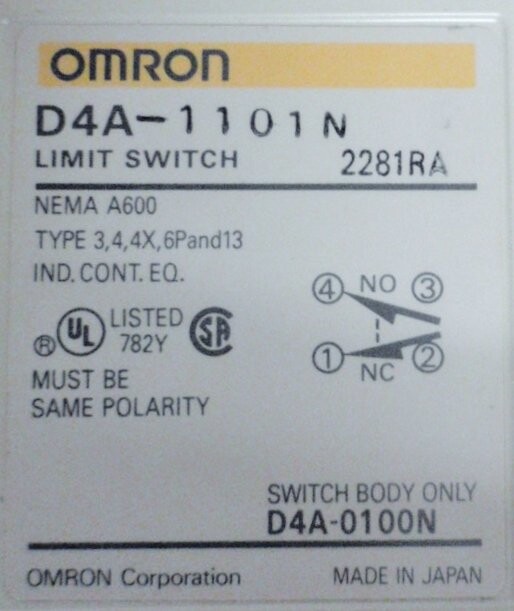 OMRON
D4A-1101N
LIMIT SWITCH 2281RA
NEMA A600
TYPE 3,4,4X,6Pand13
IND. CONT. EQ.
④ NO ③
® UL LISTED 782Y SA
① NC ②
MUST BE
SAME POLARITY
SWITCH BODY ONLY
D4A-0100N
OMRON Corporation MADE IN JAPAN